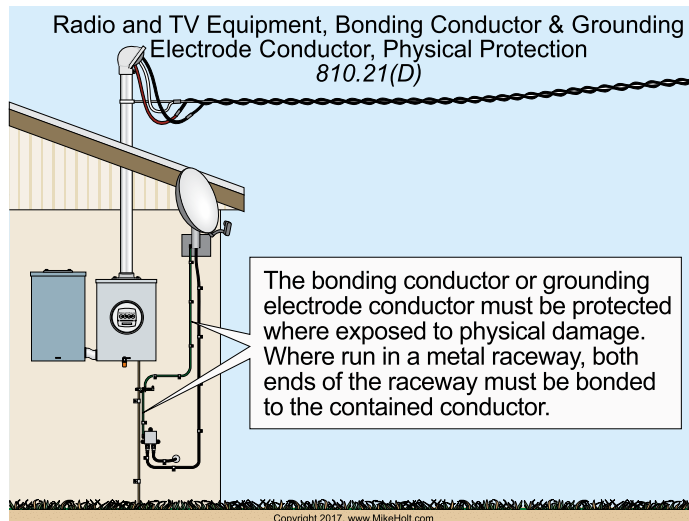 Radio and TV Equipment, Bonding Conductor & Grounding
Electrode Conductor, Physical Protection
810.21(D)
The bonding conductor or grounding
electrode conductor must be protected
where exposed to physical damage.
Where run in a metal raceway, both
ends of the raceway must be bonded
to the contained conductor.
Copyright 2017, www.MikeHolt.com